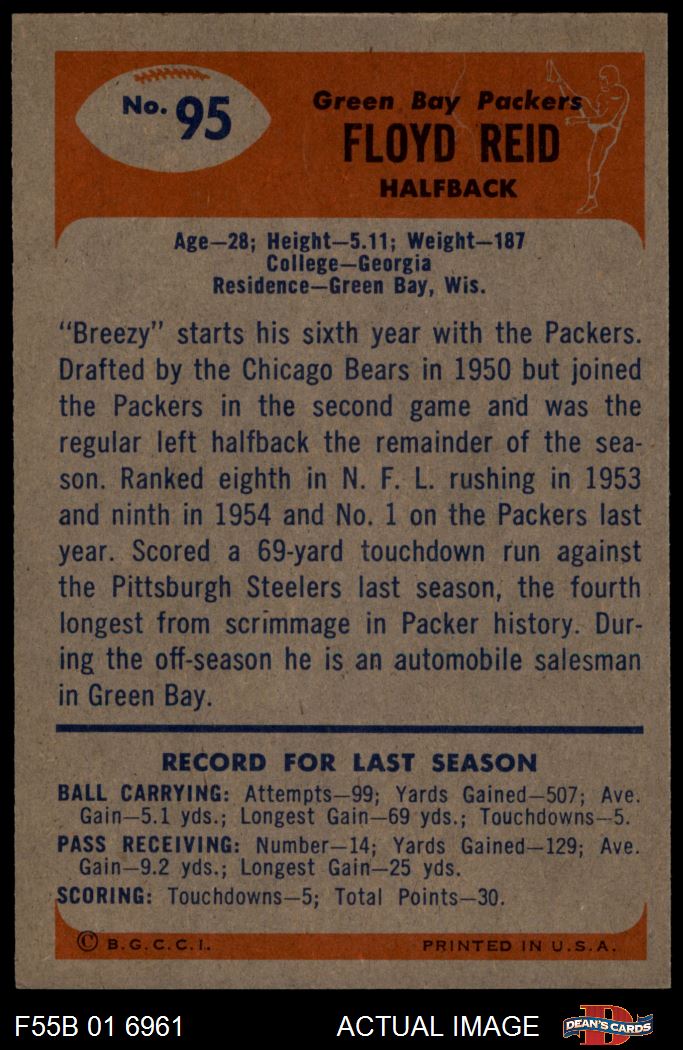 No. 95
Green Bay Packers
FLOYD REID
HALFBACK
Age—28; Height—5.11; Weight—187
College—Georgia
Residence—Green Bay, Wis.
"Breezy" starts his sixth year with the Packers.
Drafted by the Chicago Bears in 1950 but joined
the Packers in the second game and was the
regular left halfback the remainder of the sea-
son. Ranked eighth in N. F. L. rushing in 1953
and ninth in 1954 and No. 1 on the Packers last
year. Scored a 69-yard touchdown run against
the Pittsburgh Steelers last season, the fourth
longest from scrimmage in Packer history. Dur-
ing the off-season he is an automobile salesman
in Green Bay.
RECORD FOR LAST SEASON
BALL CARRYING: Attempts—99; Yards Gained—507; Ave.
Gain—5.1 yds.; Longest Gain—69 yds.; Touchdowns—5.
PASS RECEIVING: Number—14; Yards Gained—129; Ave.
Gain—9.2 yds.; Longest Gain—25 yds.
SCORING: Touchdowns—5; Total Points—30.
© B.G.C.C.I. PRINTED IN U.S.A.
F55B 01 6961 ACTUAL IMAGE D DEAN'S CARDS